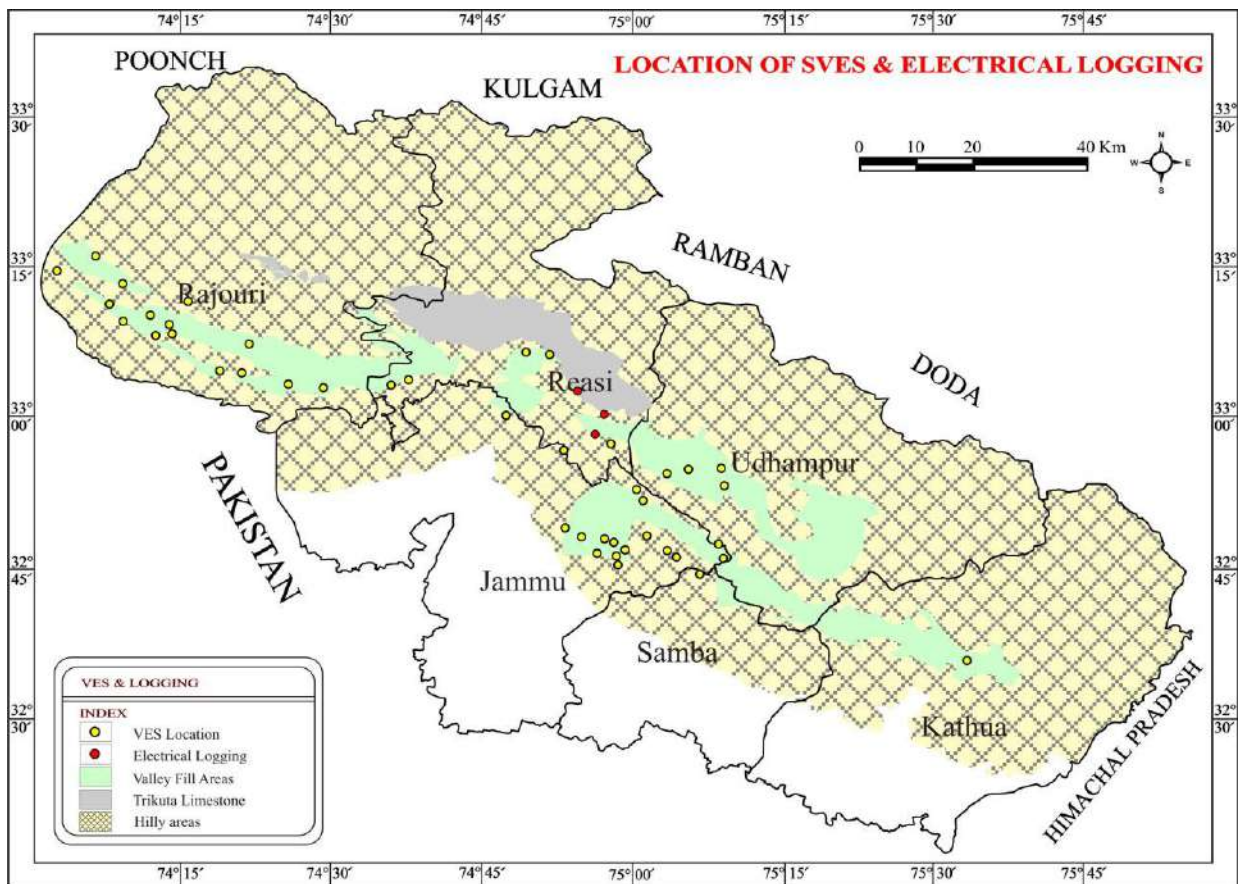 74°15′ 74°30′ 74°45′ 75°00′ 75°15′ 75°30′ 75°45′
POONCH
LOCATION OF SVES & ELECTRICAL LOGGING
KULGAM
33°
30′
33°
30′
0 10 20 40 Km
N
W E
S
RAMBAN
33°
15′
33°
15′
Rajouri
Reasi
DODA
33°
00′
33°
00′
Udhampur
PAKISTAN
32°
45′
32°
45′
Jammu
Samba
VES & LOGGING
INDEX
VES Location
Electrical Logging
Valley Fill Areas
Trikuta Limestone
Hilly areas
32°
30′
32°
30′
Kathua
HIMACHAL PRADESH
74°15′ 74°30′ 74°45′ 75°00′ 75°15′ 75°30′ 75°45′